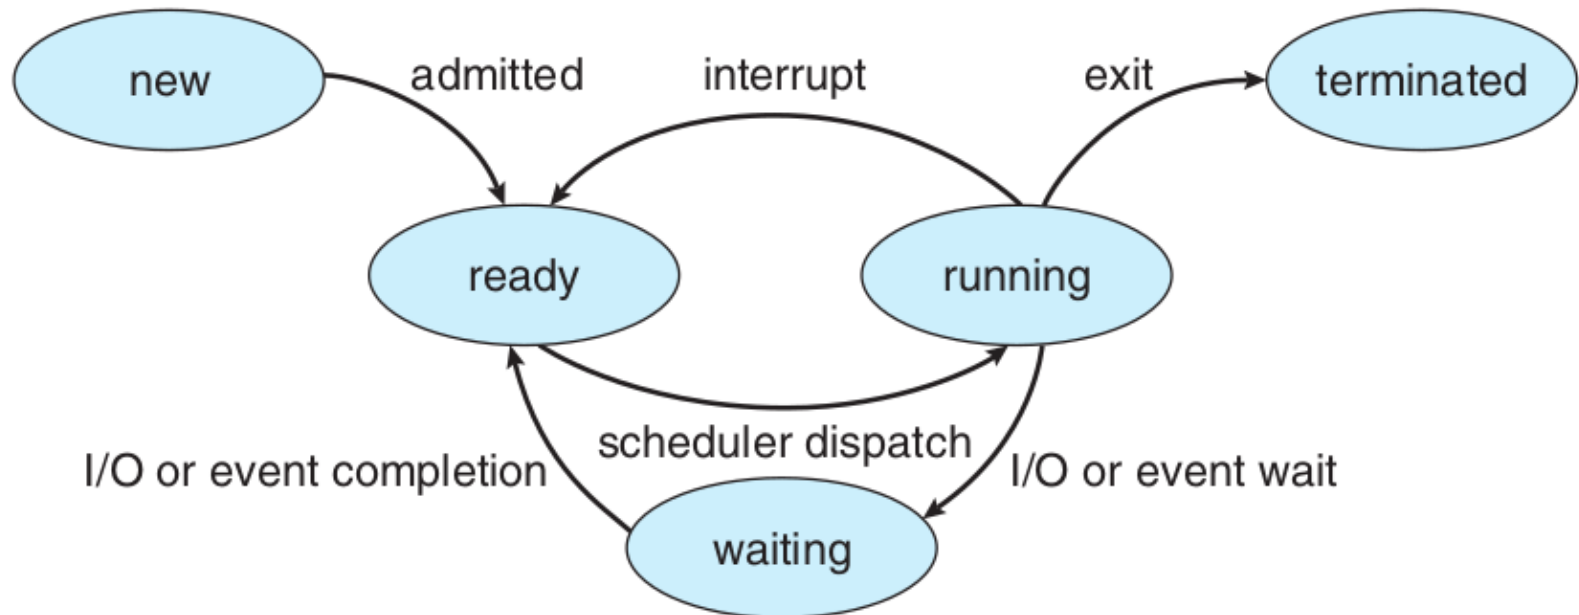 new
admitted
interrupt
exit
terminated
ready
running
scheduler dispatch
I/O or event completion
I/O or event wait
waiting